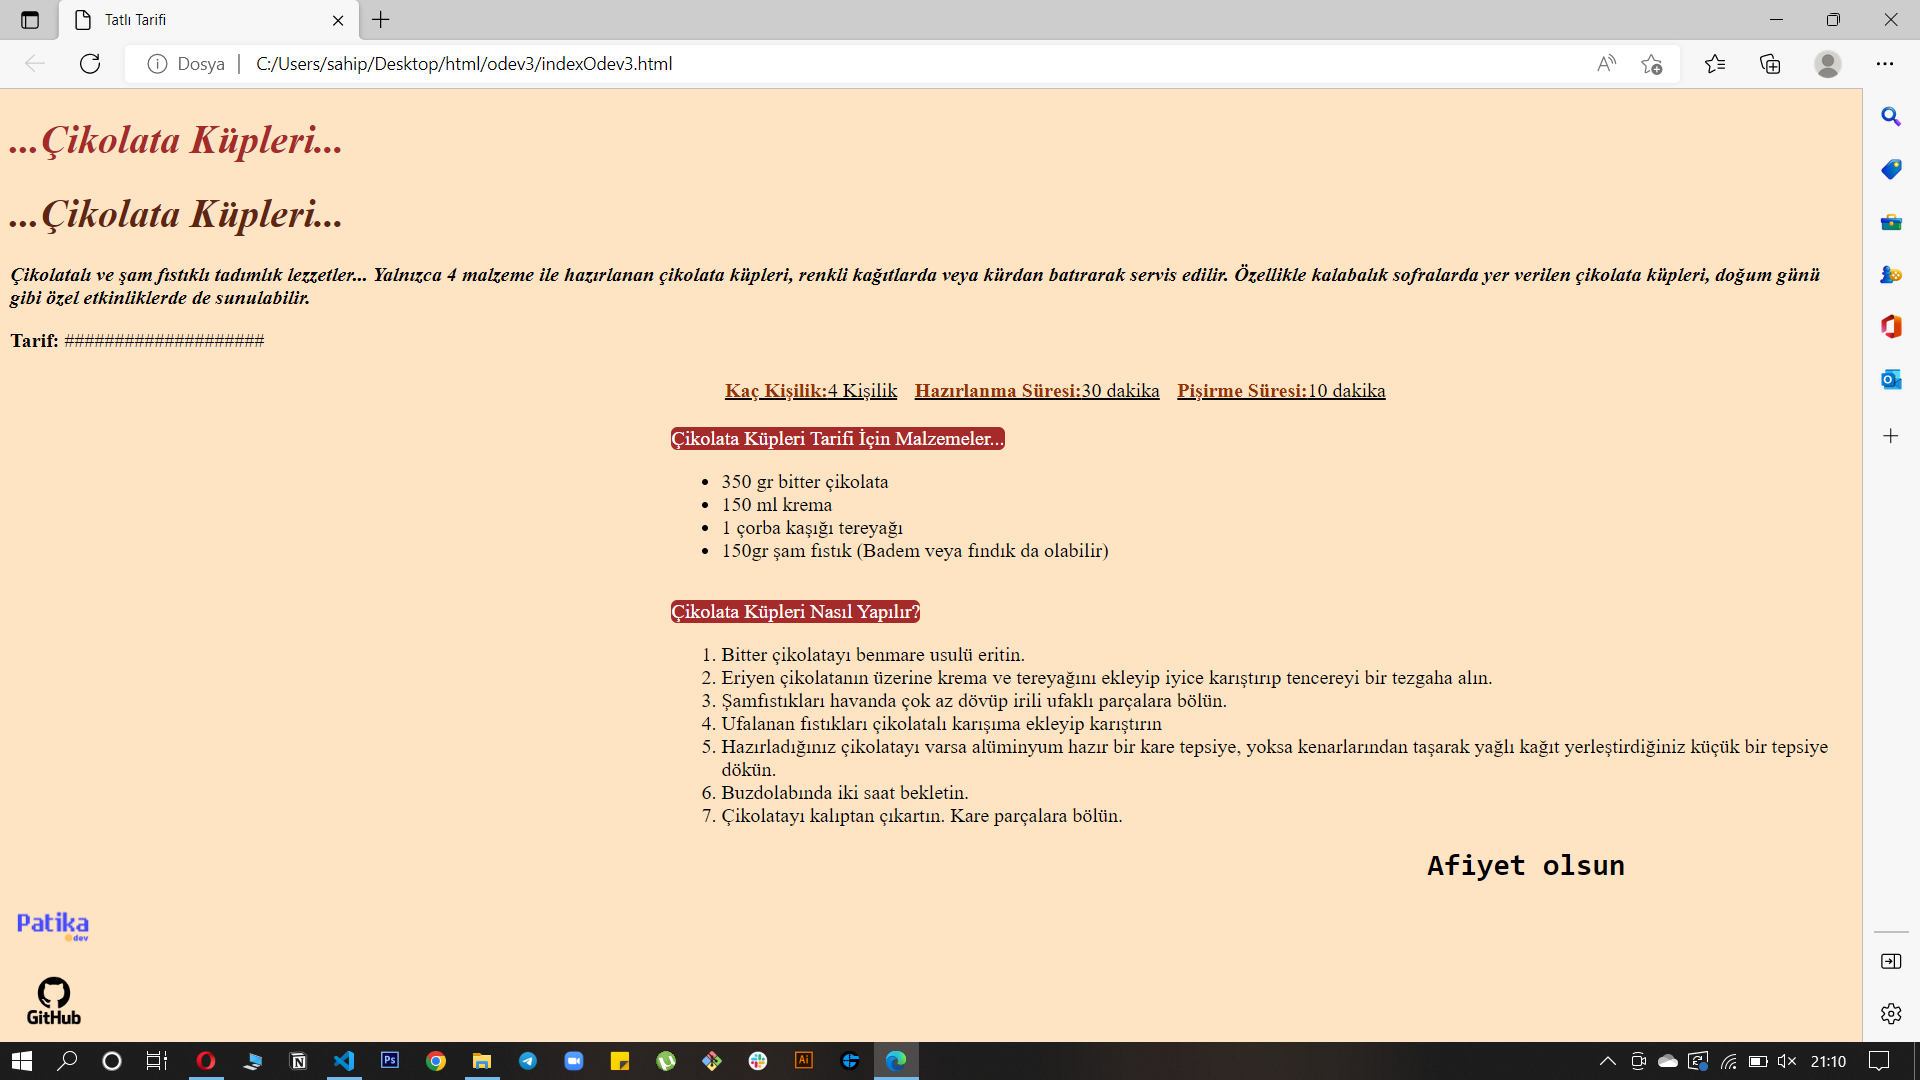 Tatlı Tarifi
Dosya | C:/Users/sahip/Desktop/html/odev3/indexOdev3.html
...Çikolata Küpleri...
...Çikolata Küpleri...
Çikolatalı ve şam fıstıklı tadımlık lezzetler... Yalnızca 4 malzeme ile hazırlanan çikolata küpleri, renkli kağıtlarda veya kürdan batırarak servis edilir. Özellikle kalabalık sofralarda yer verilen çikolata küpleri, doğum günü
gibi özel etkinliklerde de sunulabilir.
Tarif: ####################
Kaç Kişilik:4 Kişilik Hazırlanma Süresi:30 dakika Pişirme Süresi:10 dakika
Çikolata Küpleri Tarifi İçin Malzemeler...
• 350 gr bitter çikolata
• 150 ml krema
• 1 çorba kaşığı tereyağı
• 150gr şam fıstık (Badem veya fındık da olabilir)
Çikolata Küpleri Nasıl Yapılır?
1. Bitter çikolatayı benmare usulü eritin.
2. Eriyen çikolatanın üzerine krema ve tereyağını ekleyip iyice karıştırıp tencereyi bir tezgaha alın.
3. Şamfıstıkları havanda çok az dövüp irili ufaklı parçalara bölün.
4. Ufalanan fıstıkları çikolatalı karışıma ekleyip karıştırın
5. Hazırladığınız çikolatayı varsa alüminyum hazır bir kare tepsiye, yoksa kenarlarından taşarak yağlı kağıt yerleştirdiğiniz küçük bir tepsiye
dökün.
6. Buzdolabında iki saat bekletin.
7. Çikolatayı kalıptan çıkartın. Kare parçalara bölün.
Afiyet olsun
Patika
dev
GitHub
Ps
Ai
21:10